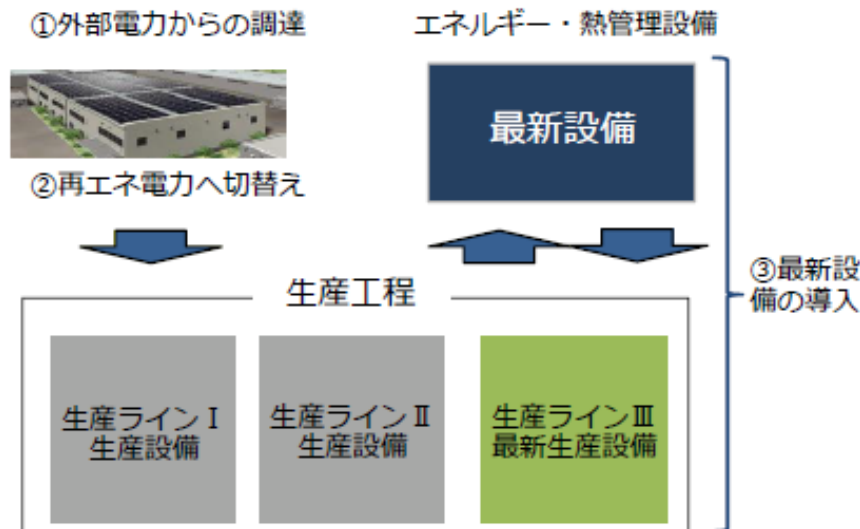 ①外部電力からの調達
エネルギー・熱管理設備
最新設備
②再エネ電力へ切替え
③最新設
備の導入
生産工程
生産ラインⅠ
生産設備
生産ラインⅡ
生産設備
生産ラインⅢ
最新生産設備